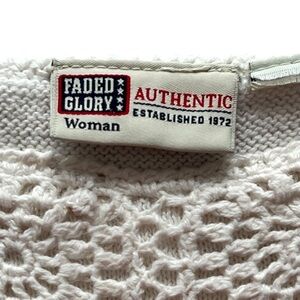 FADED
GLORY
Woman
AUTHENTIC
ESTABLISHED 1972